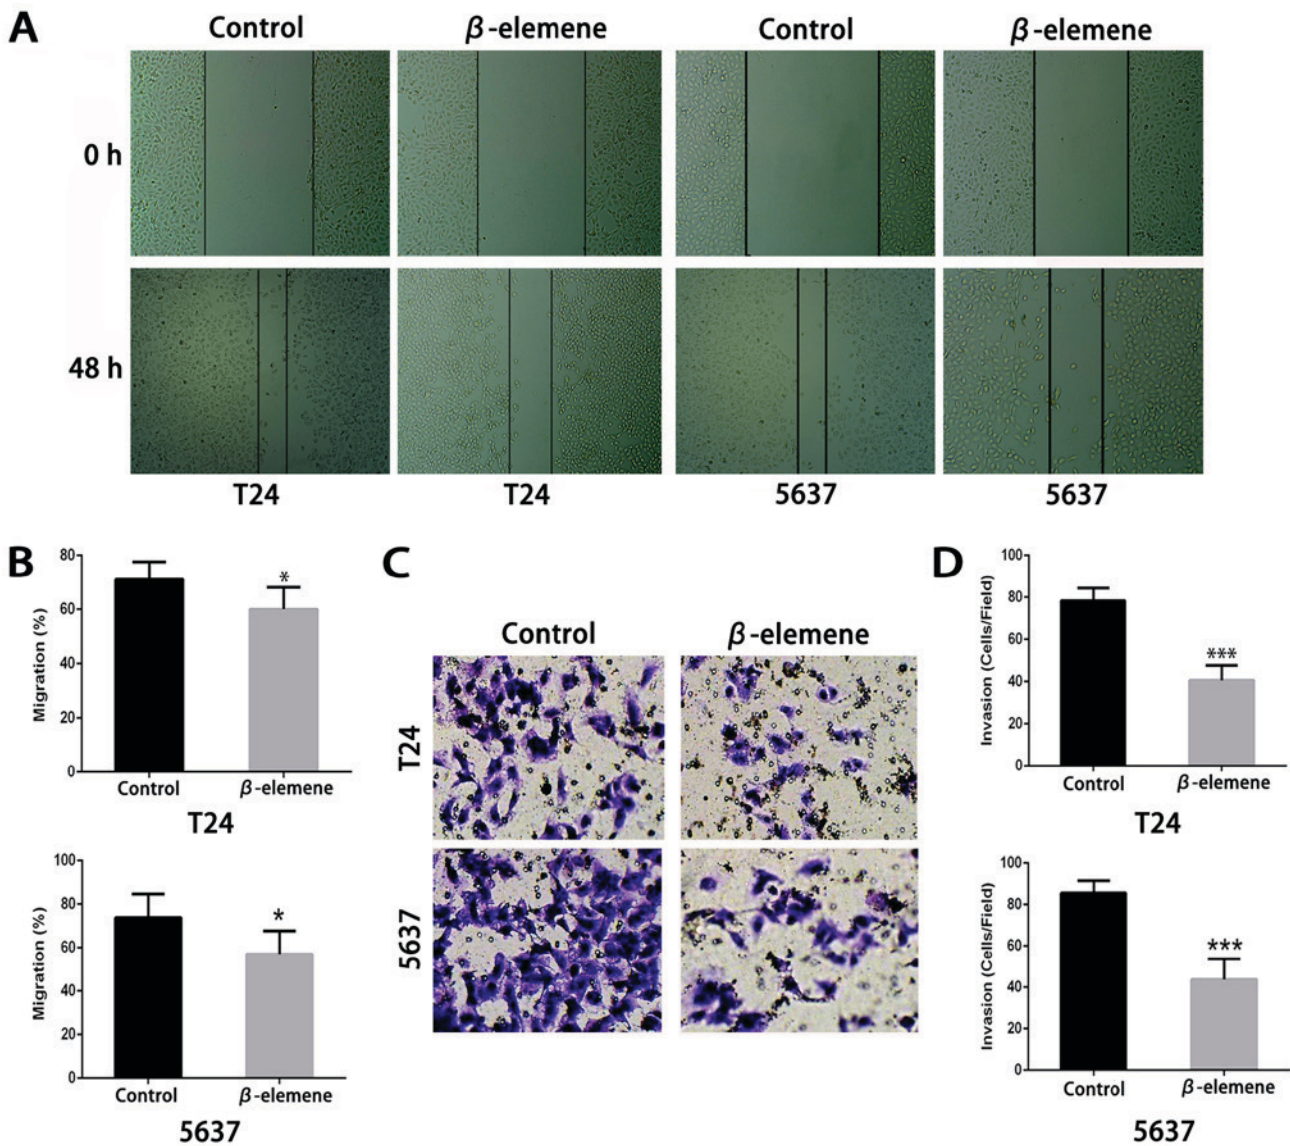 A
Control
β-elemene
Control
β-elemene
0 h
48 h
T24
T24
5637
5637
B
Migration (%)
80
60
40
20
0
*
Control
β-elemene
T24
Migration (%)
100
80
60
40
20
0
*
Control
β-elemene
5637
C
Control
β-elemene
T24
5637
D
Invasion (Cells/Field)
100
80
60
40
20
0
***
Control
β-elemene
T24
Invasion (Cells/Field)
100
80
60
40
20
0
***
Control
β-elemene
5637